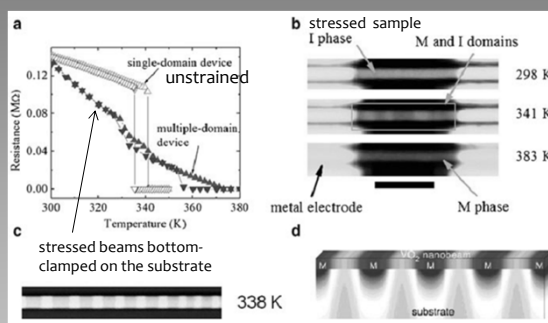 a
single-domain device
unstrained
multiple-domain
device
Resistance (MΩ)
0.12
0.08
0.04
0.00
300
320
340
360
380
Temperature (K)
stressed beams bottom-
clamped on the substrate
b
stressed sample
I phase
M and I domains
298 K
341 K
383 K
metal electrode
M phase
c
338 K
d
VO2 nanobeam
M
M
M
M
M
substrate